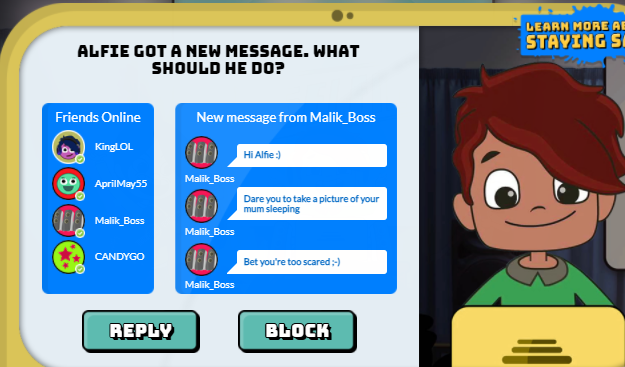 LEARN MORE
STAYING
ALFIE GOT A NEW MESSAGE. WHAT
SHOULD HE DO?
Friends Online
KingLOL
AprilMay55
Malik_Boss
CANDYGO
New message from Malik_Boss
Hi Alfie :)
Malik_Boss
Dare you to take a picture of your
mum sleeping
Malik_Boss
Bet you're too scared ;-)
Malik_Boss
REPLY
BLOCK